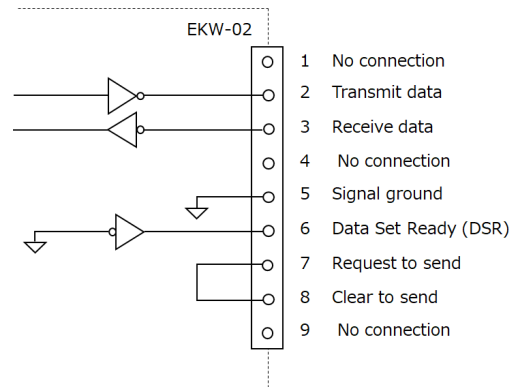 EKW-02
1 No connection
2 Transmit data
3 Receive data
4 No connection
5 Signal ground
6 Data Set Ready (DSR)
7 Request to send
8 Clear to send
9 No connection